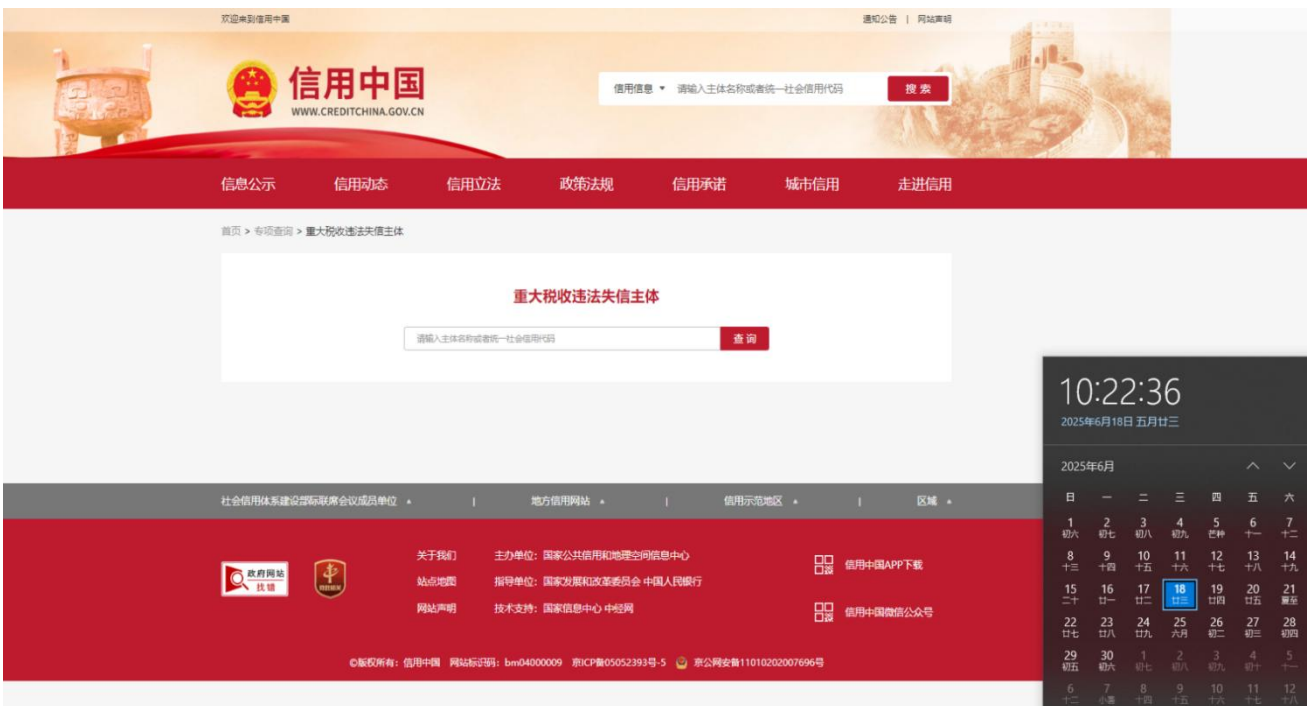 欢迎来到信用中国
通知公告 | 网站声明
信用中国
WWW.CREDITCHINA.GOV.CN
信用信息 ▾ 请输入主体名称或者统一社会信用代码 搜索
信息公示 信用动态 信用立法 政策法规 信用承诺 城市信用 走进信用
首页 > 专项查询 > 重大税收违法失信主体
重大税收违法失信主体
请输入主体名称或者统一社会信用代码 查询
社会信用体系建设部际联席会议成员单位 | 地方信用网站 | 信用示范地区 | 区域
政府网站
找错
关于我们 主办单位：国家公共信用和地理空间信息中心
站点地图 指导单位：国家发展和改革委员会 中国人民银行
网站声明 技术支持：国家信息中心 中经网
信用中国APP下载
信用中国微信公众号
©版权所有：信用中国 网站标识码：bm04000009 京ICP备05052393号-5 京公网安备11010202007696号
10:22:36
2025年6月18日 五月廿三
2025年6月
日 一 二 三 四 五 六
1 2 3 4 5 6 7
初六 初七 初八 初九 芒种 十一 十二
8 9 10 11 12 13 14
十三 十四 十五 十六 十七 十八 十九
15 16 17 18 19 20 21
二十 廿一 廿二 廿三 廿四 廿五 夏至
22 23 24 25 26 27 28
廿七 廿八 廿九 六月 初二 初三 初四
29 30 1 2 3 4 5
初五 初六 初七 初八 初九 初十 十一
6 7 8 9 10 11 12
十二 小暑 十四 十五 十六 十七 十八